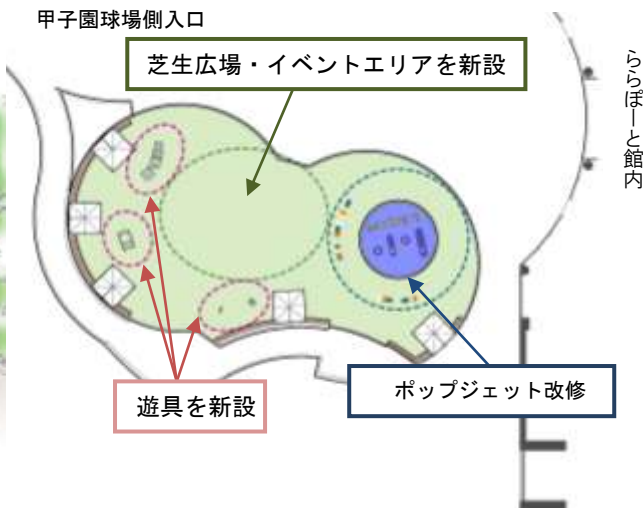 甲子園球場側入口
芝生広場・イベントエリアを新設
ららぽーと館内
遊具を新設
ポップジェット改修